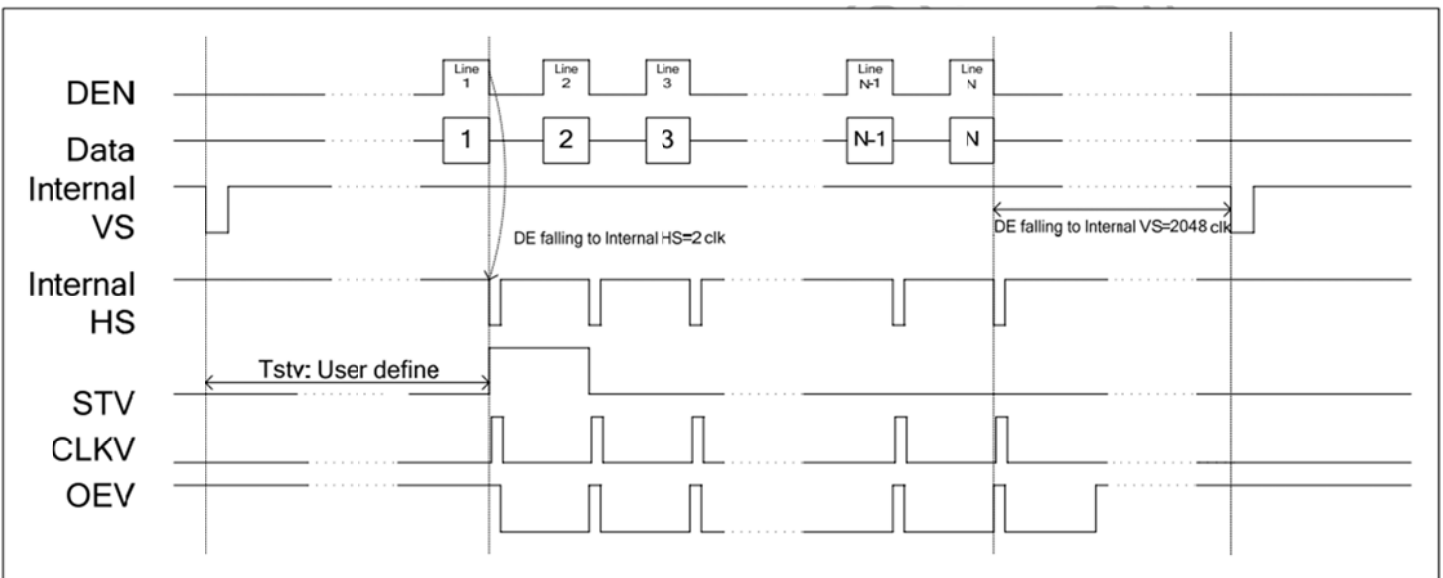 DEN
Line
1
Line
2
Line
3
Line
N-1
Line
N
Data
1
2
3
N-1
N
Internal
VS
DE falling to Internal HS=2 clk
DE falling to Internal VS=2048 clk
Internal
HS
Tstv: User define
STV
CLKV
OEV